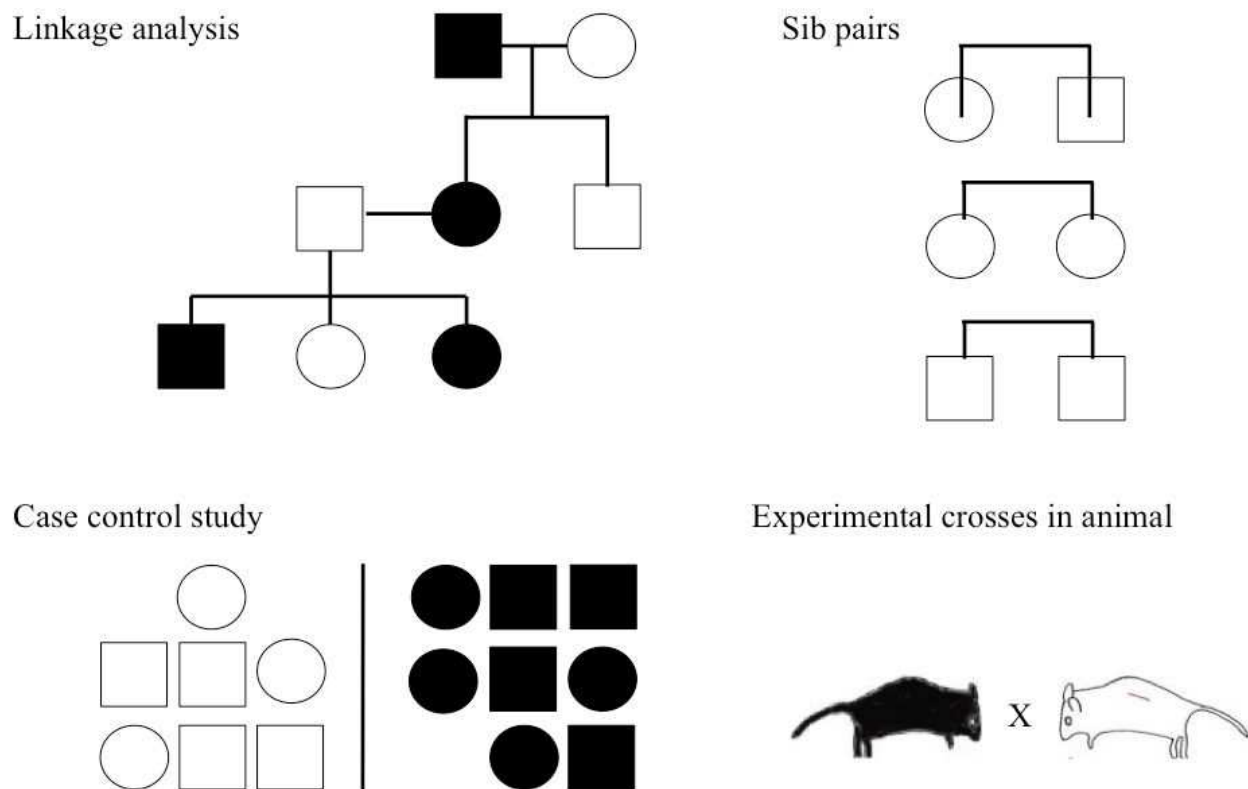 Linkage analysis
Sib pairs
Case control study
Experimental crosses in animal
X